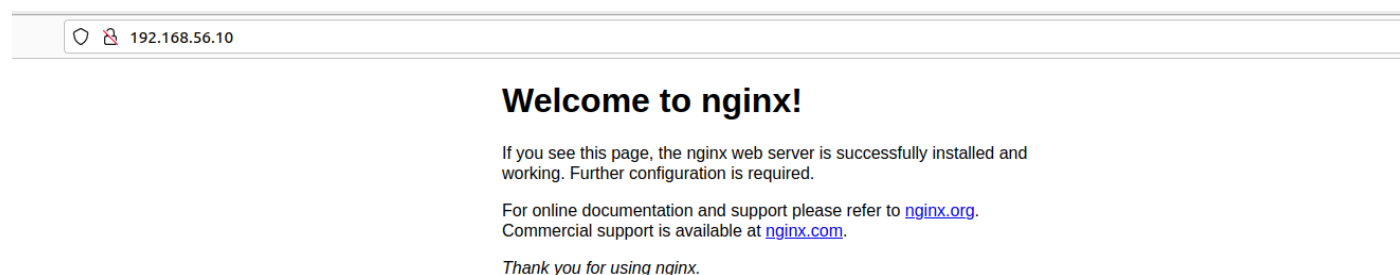 192.168.56.10
Welcome to nginx!
If you see this page, the nginx web server is successfully installed and
working. Further configuration is required.
For online documentation and support please refer to nginx.org.
Commercial support is available at nginx.com.
Thank you for using nginx.